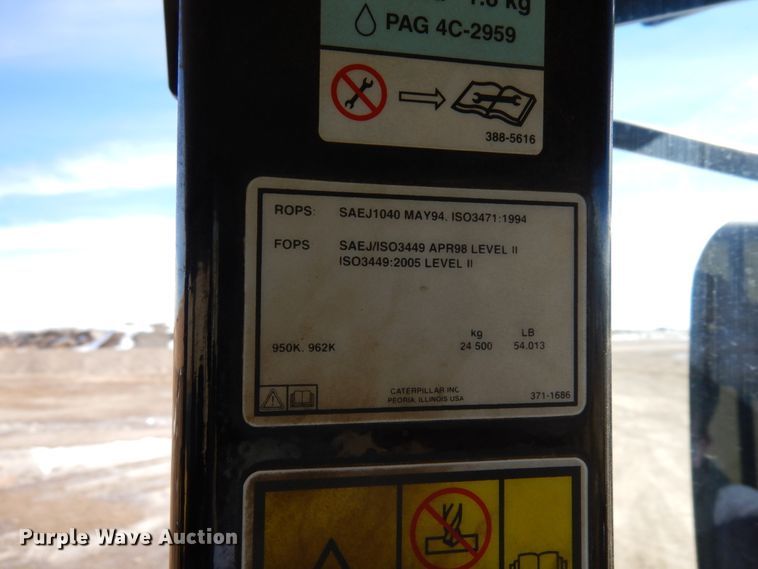 kg
PAG 4C-2959
388-5616
ROPS: SAEJ1040 MAY94. ISO3471:1994
FOPS SAEJ/ISO3449 APR98 LEVEL II
ISO3449:2005 LEVEL II
kg LB
950K. 962K 24 500 54.013
CATERPILLAR INC
PEORIA, ILLINOIS USA
371-1686
Purple Wave Auction